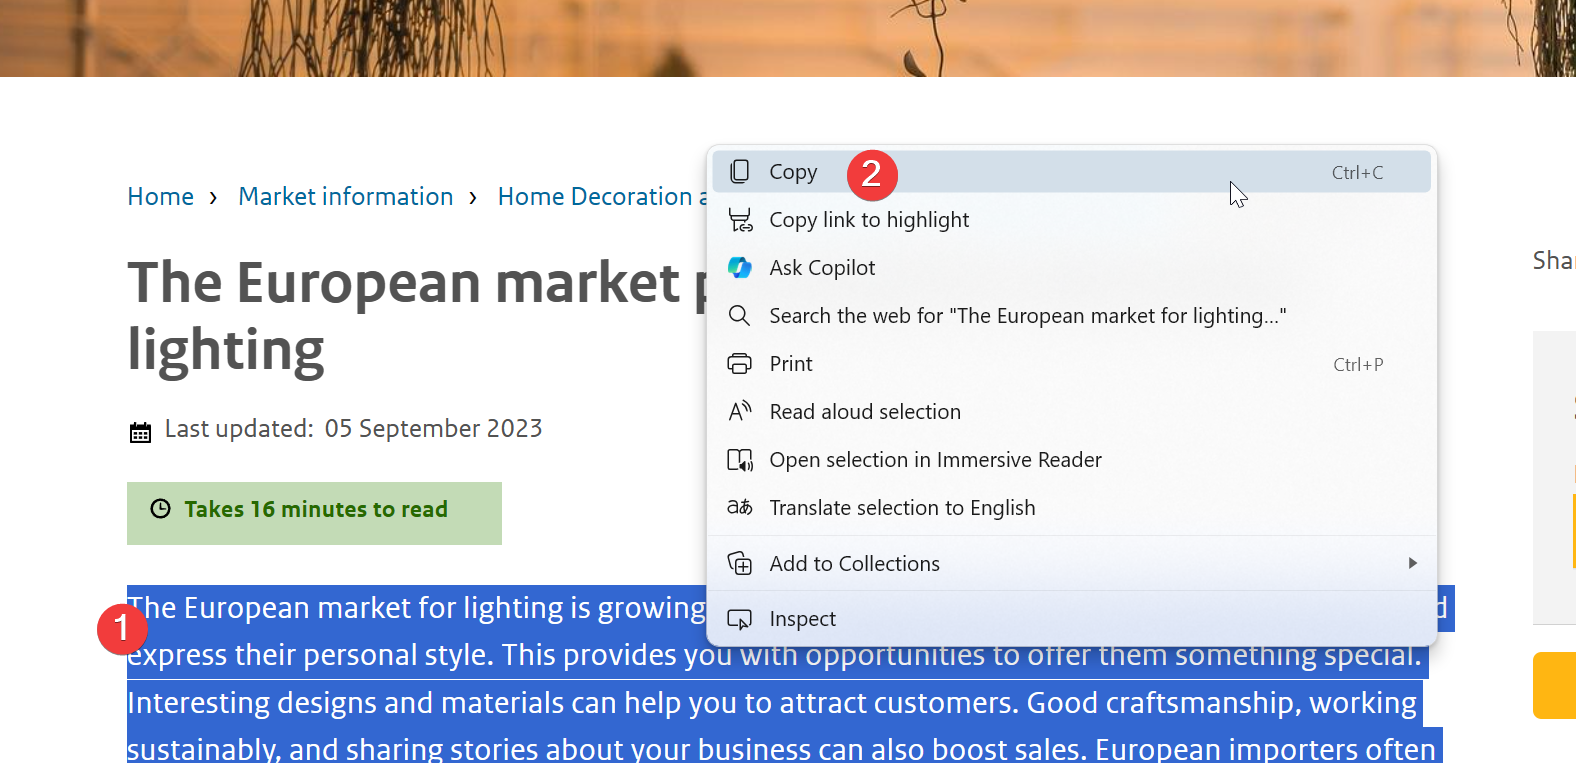 Home › Market information › Home Decoration
The European market
lighting
Last updated: 05 September 2023
Takes 16 minutes to read
1
The European market for lighting is growing
express their personal style. This provides you with opportunities to offer them something special.
Interesting designs and materials can help you to attract customers. Good craftsmanship, working
sustainably, and sharing stories about your business can also boost sales. European importers often
Copy 2 Ctrl+C
Copy link to highlight
Ask Copilot
Search the web for "The European market for lighting..."
Print Ctrl+P
Read aloud selection
Open selection in Immersive Reader
Translate selection to English
Add to Collections
Inspect